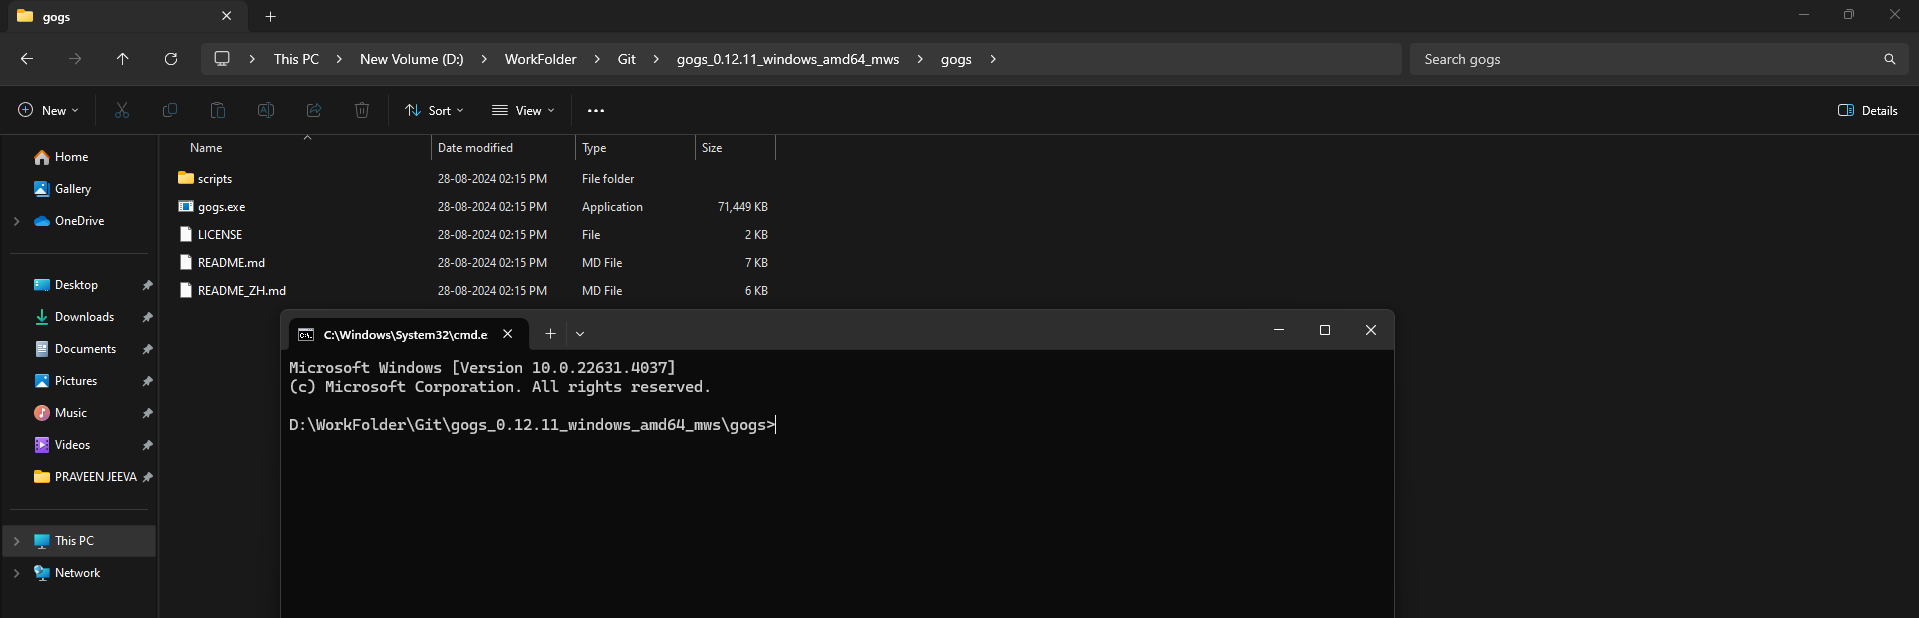 gogs
This PC
New Volume (D:)
WorkFolder
Git
gogs_0.12.11_windows_amd64_mws
gogs
Search gogs
New
Sort
View
Details
Home
Gallery
OneDrive
Desktop
Downloads
Documents
Pictures
Music
Videos
PRAVEEN JEEVA
This PC
Network
Name Date modified Type Size
scripts 28-08-2024 02:15 PM File folder
gogs.exe 28-08-2024 02:15 PM Application 71,449 KB
LICENSE 28-08-2024 02:15 PM File 2 KB
README.md 28-08-2024 02:15 PM MD File 7 KB
README_ZH.md 28-08-2024 02:15 PM MD File 6 KB
C:\Windows\System32\cmd.e
Microsoft Windows [Version 10.0.22631.4037]
(c) Microsoft Corporation. All rights reserved.
D:\WorkFolder\Git\gogs_0.12.11_windows_amd64_mws\gogs>